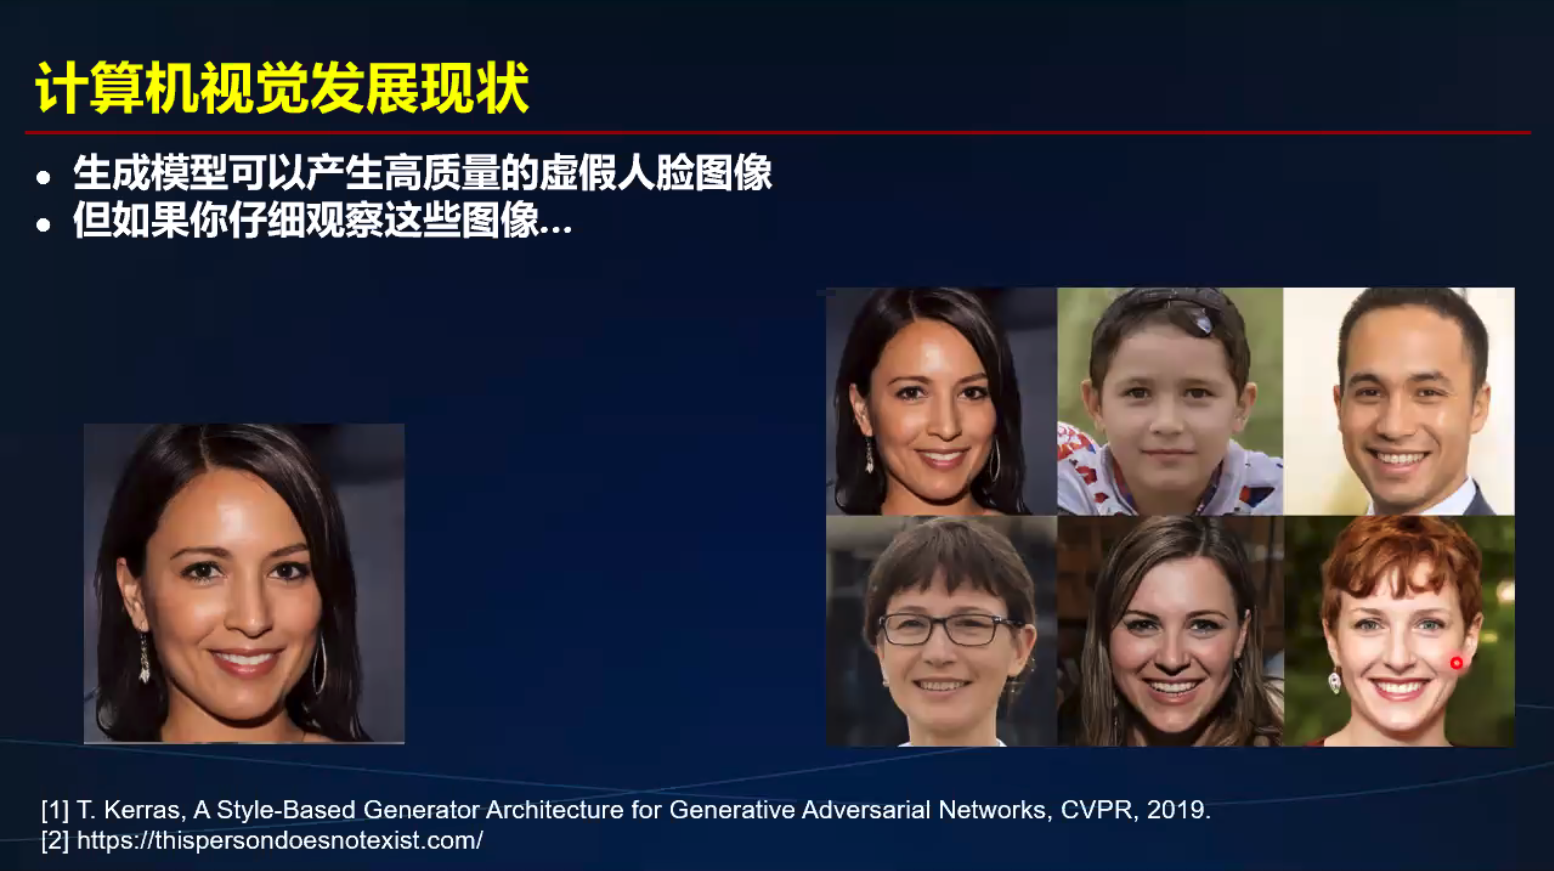 计算机视觉发展现状
• 生成模型可以产生高质量的虚假人脸图像
• 但如果你仔细观察这些图像...
[1] T. Kerras, A Style-Based Generator Architecture for Generative Adversarial Networks, CVPR, 2019.
[2] https://thispersondoesnotexist.com/